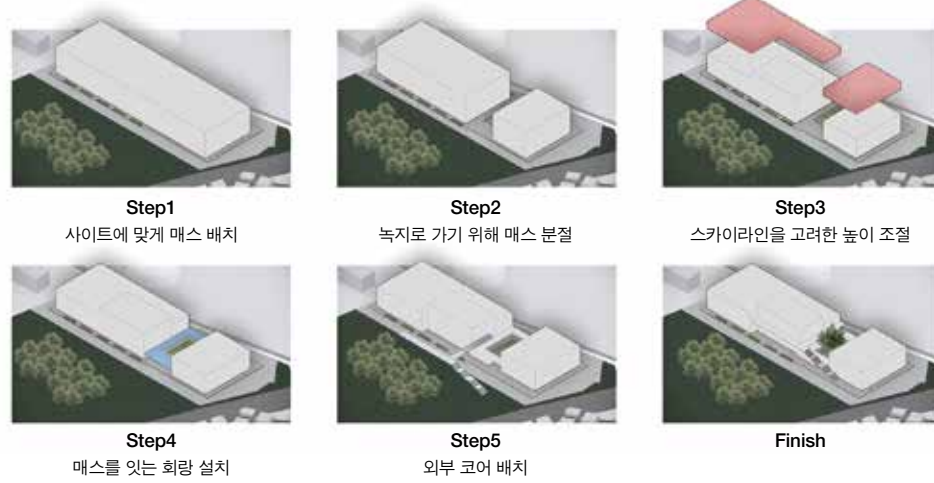 Step1
사이트에 맞게 매스 배치
Step2
녹지로 가기 위해 매스 분절
Step3
스카이라인을 고려한 높이 조절
Step4
매스를 잇는 회랑 설치
Step5
외부 코어 배치
Finish